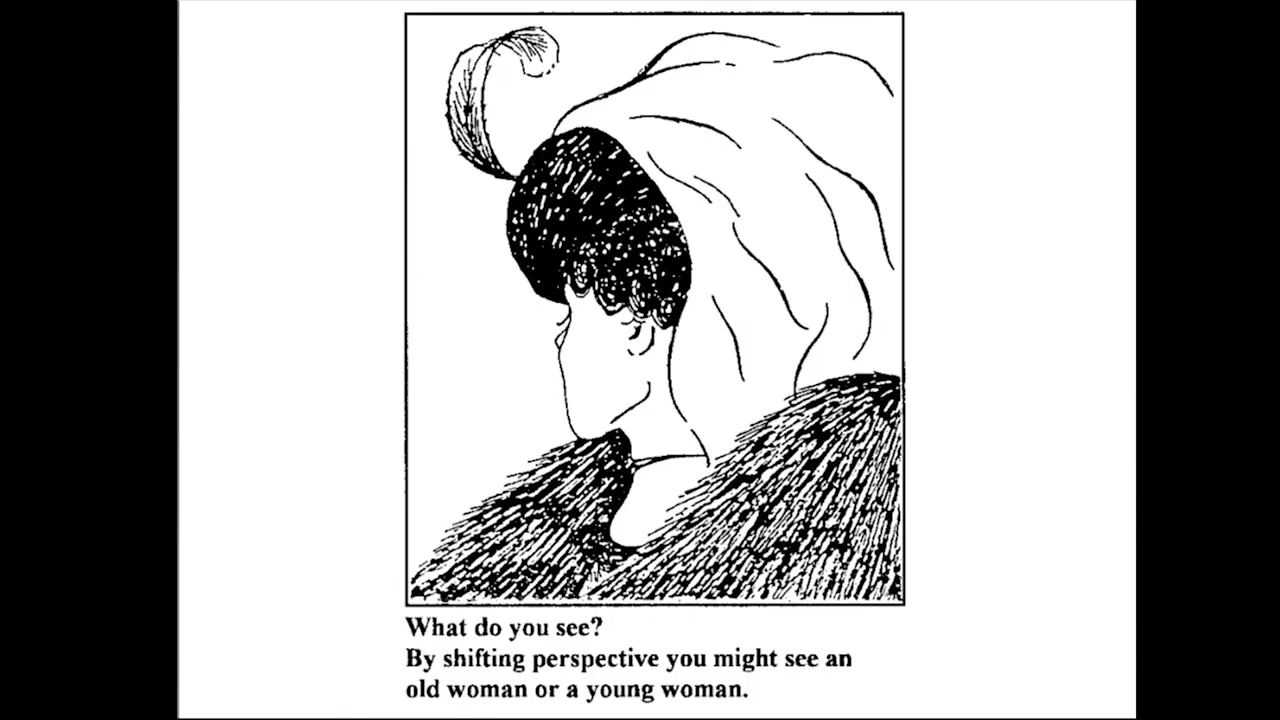 What do you see?
By shifting perspective you might see an
old woman or a young woman.